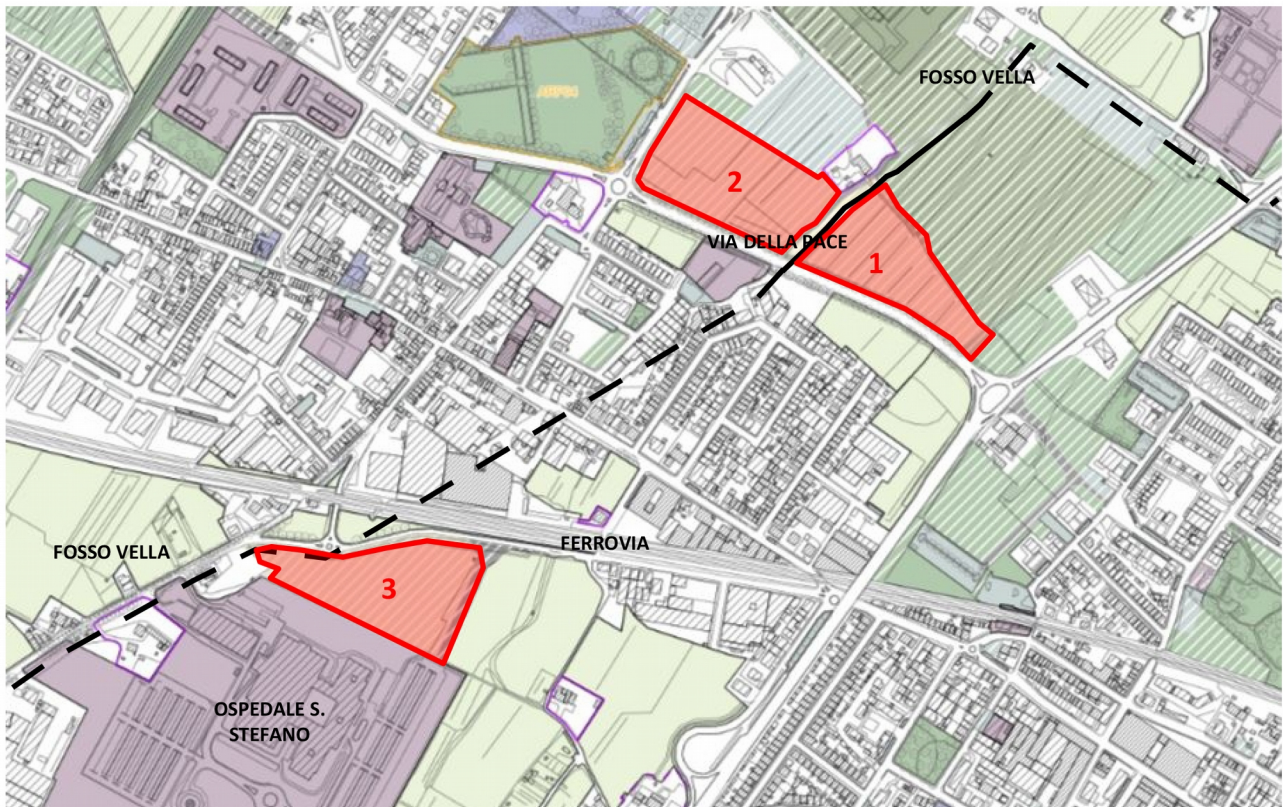 FOSSO VELLA
2
VIA DELLA PACE
1
FOSSO VELLA
FERROVIA
3
OSPEDALE S.
STEFANO